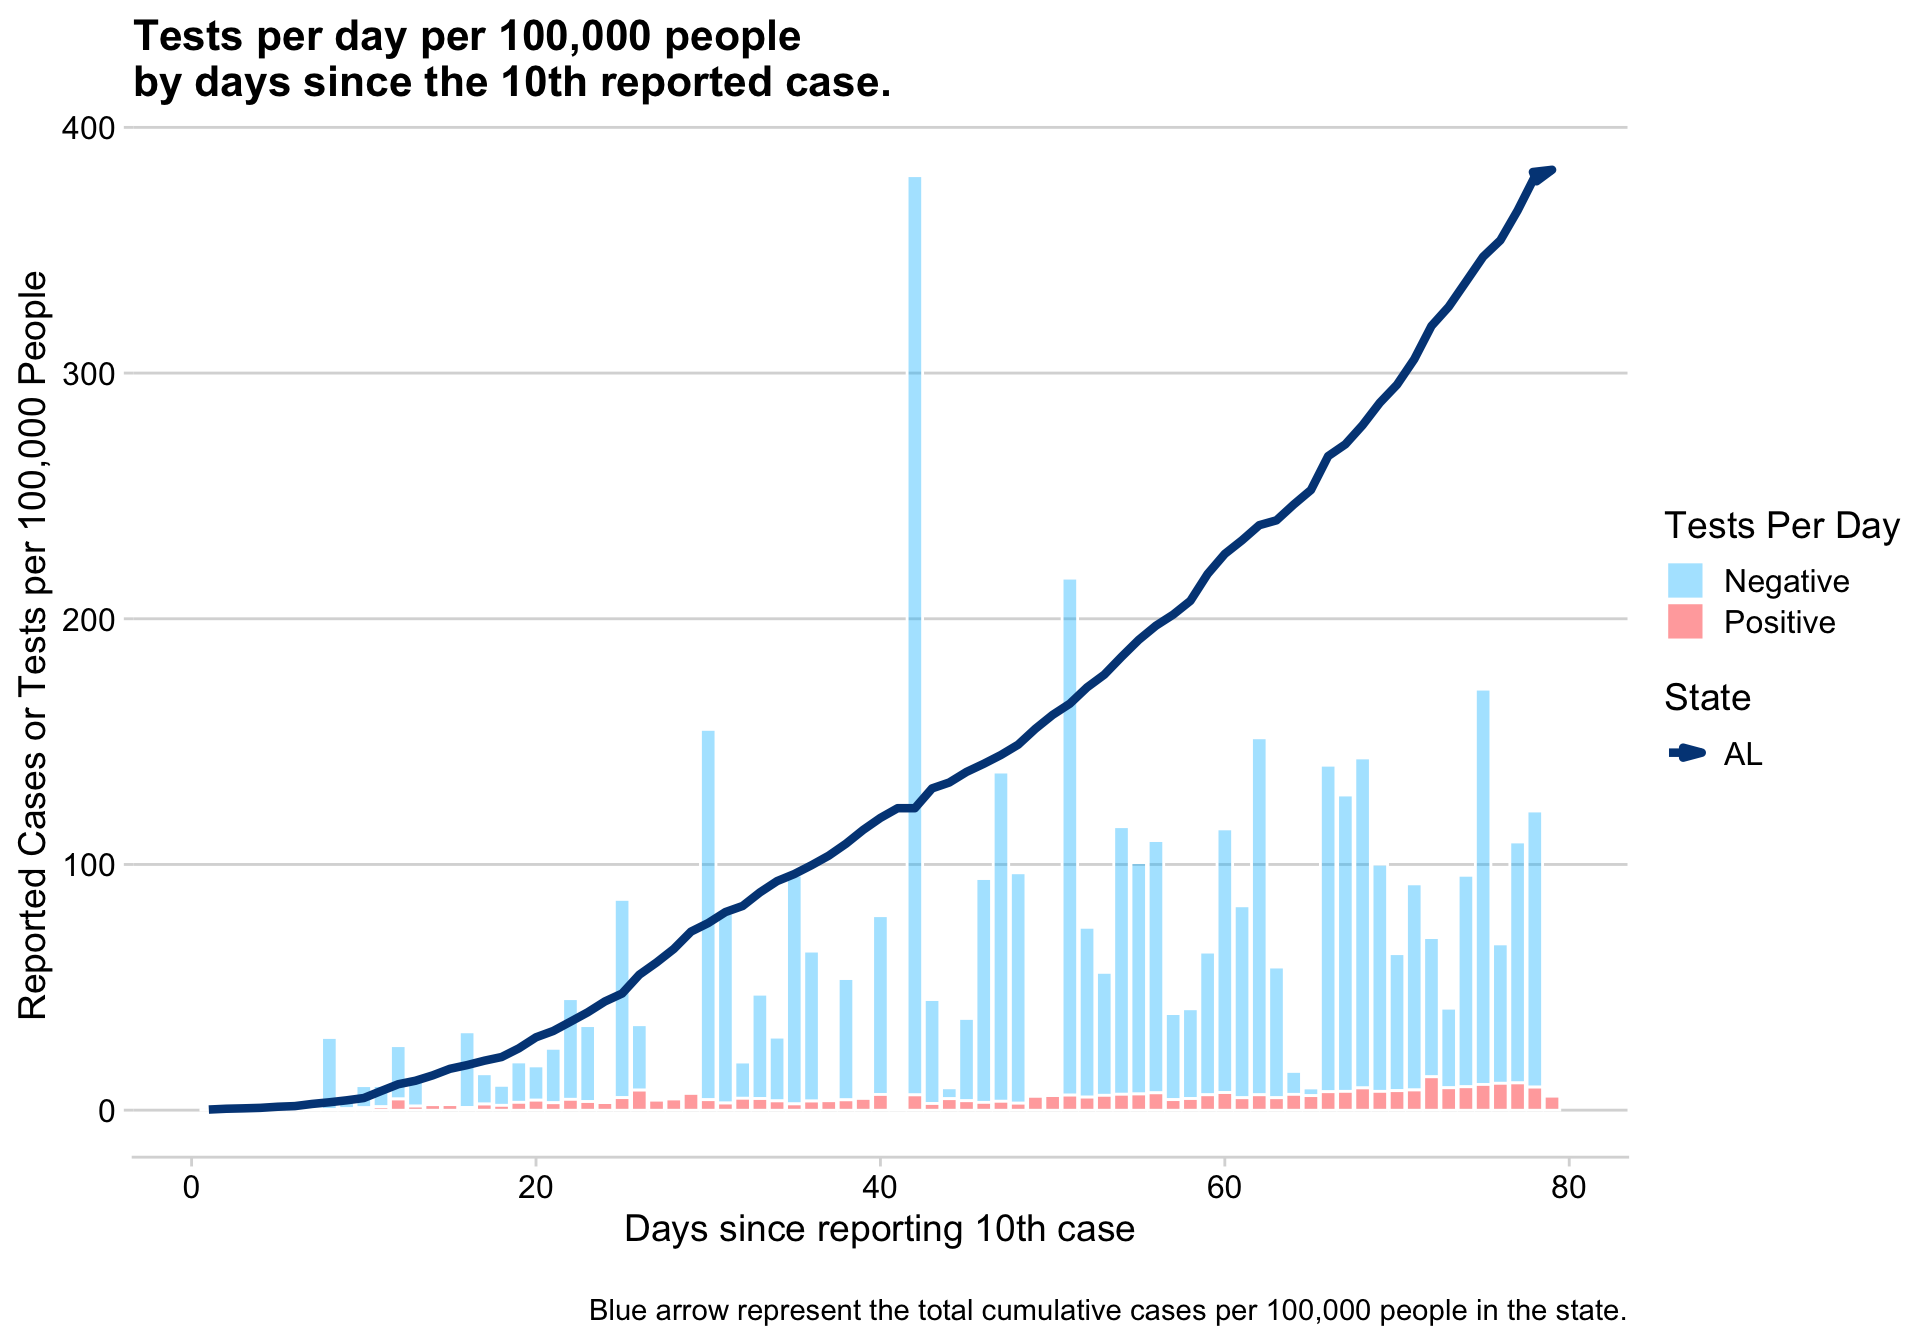 Tests per day per 100,000 people
by days since the 10th reported case.
Reported Cases or Tests per 100,000 People
400
300
200
100
0
0
20
40
60
80
Days since reporting 10th case
Tests Per Day
Negative
Positive
State
AL
Blue arrow represent the total cumulative cases per 100,000 people in the state.